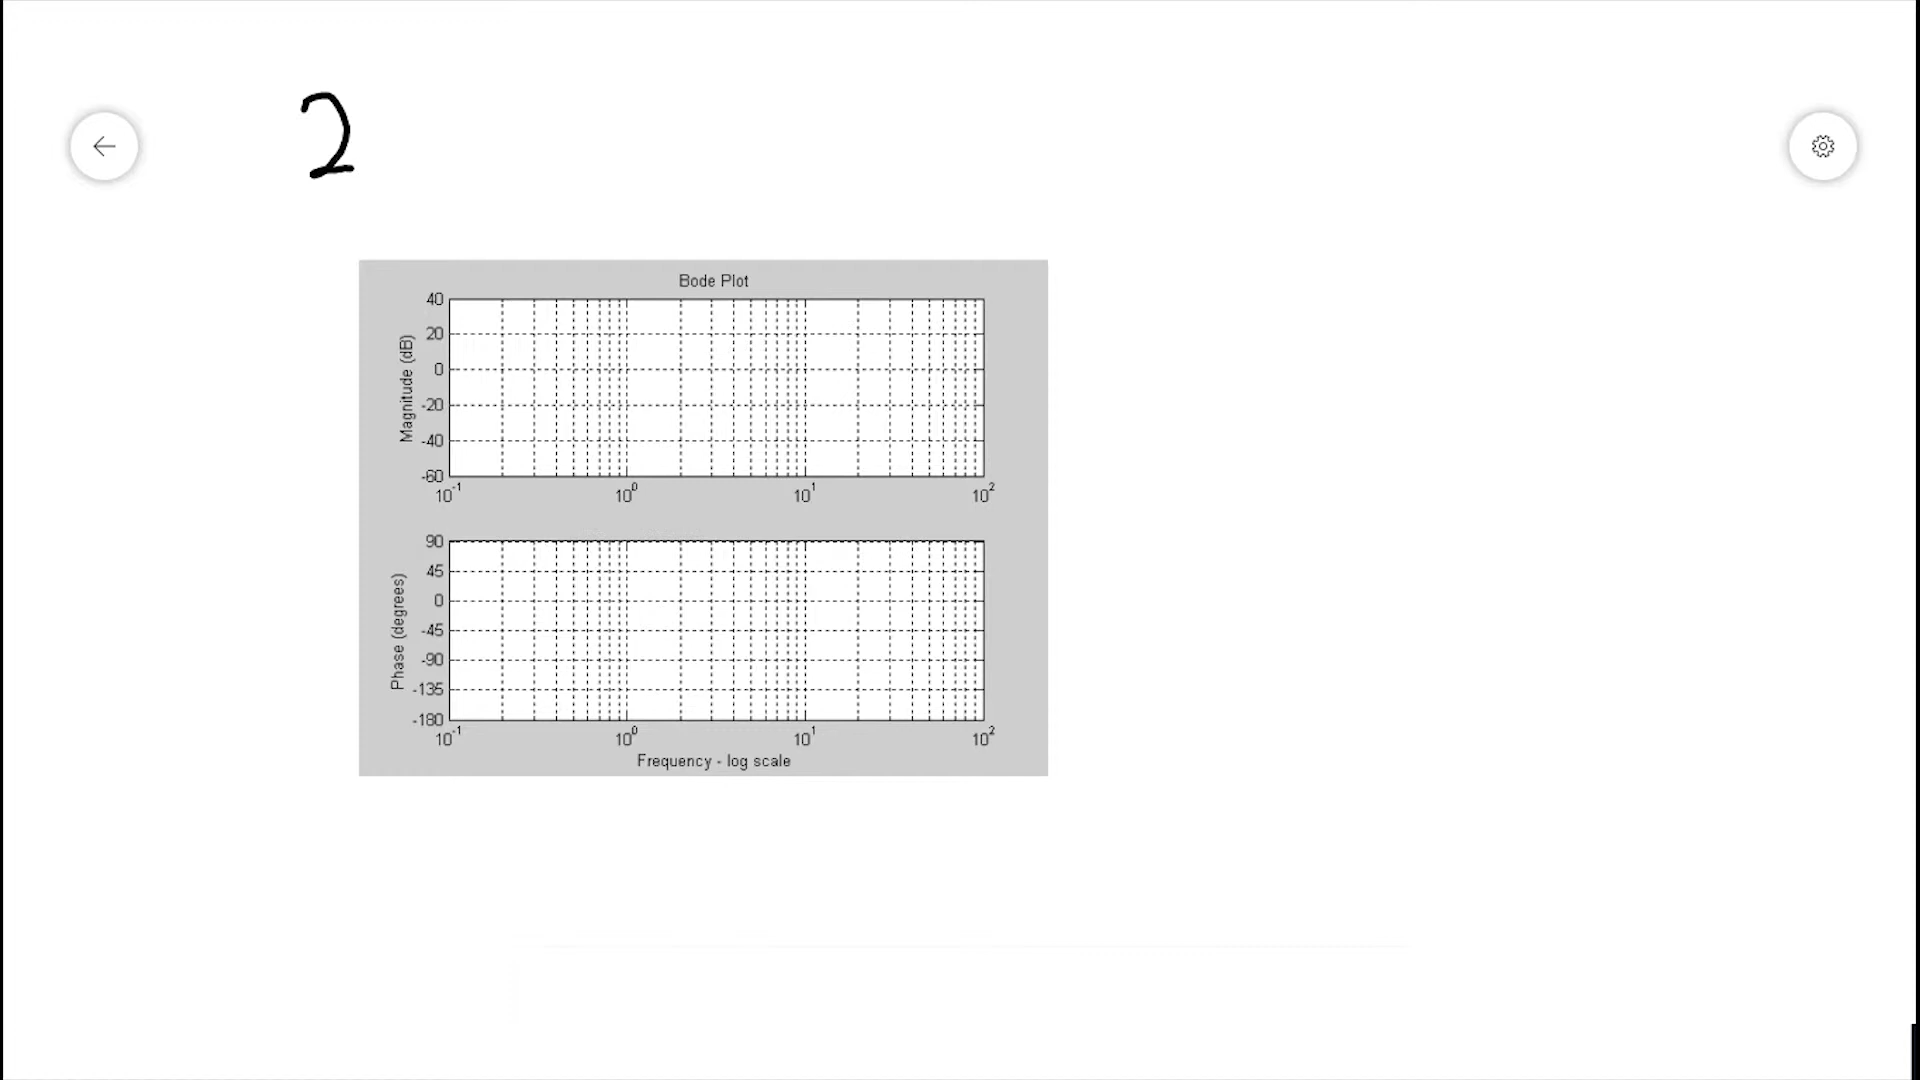 2
Bode Plot
40
20
0
-20
-40
-60
Magnitude (dB)
10^-1 10^0 10^1 10^2
90
45
0
-45
-90
-135
-180
Phase (degrees)
10^-1 10^0 10^1 10^2
Frequency - log scale